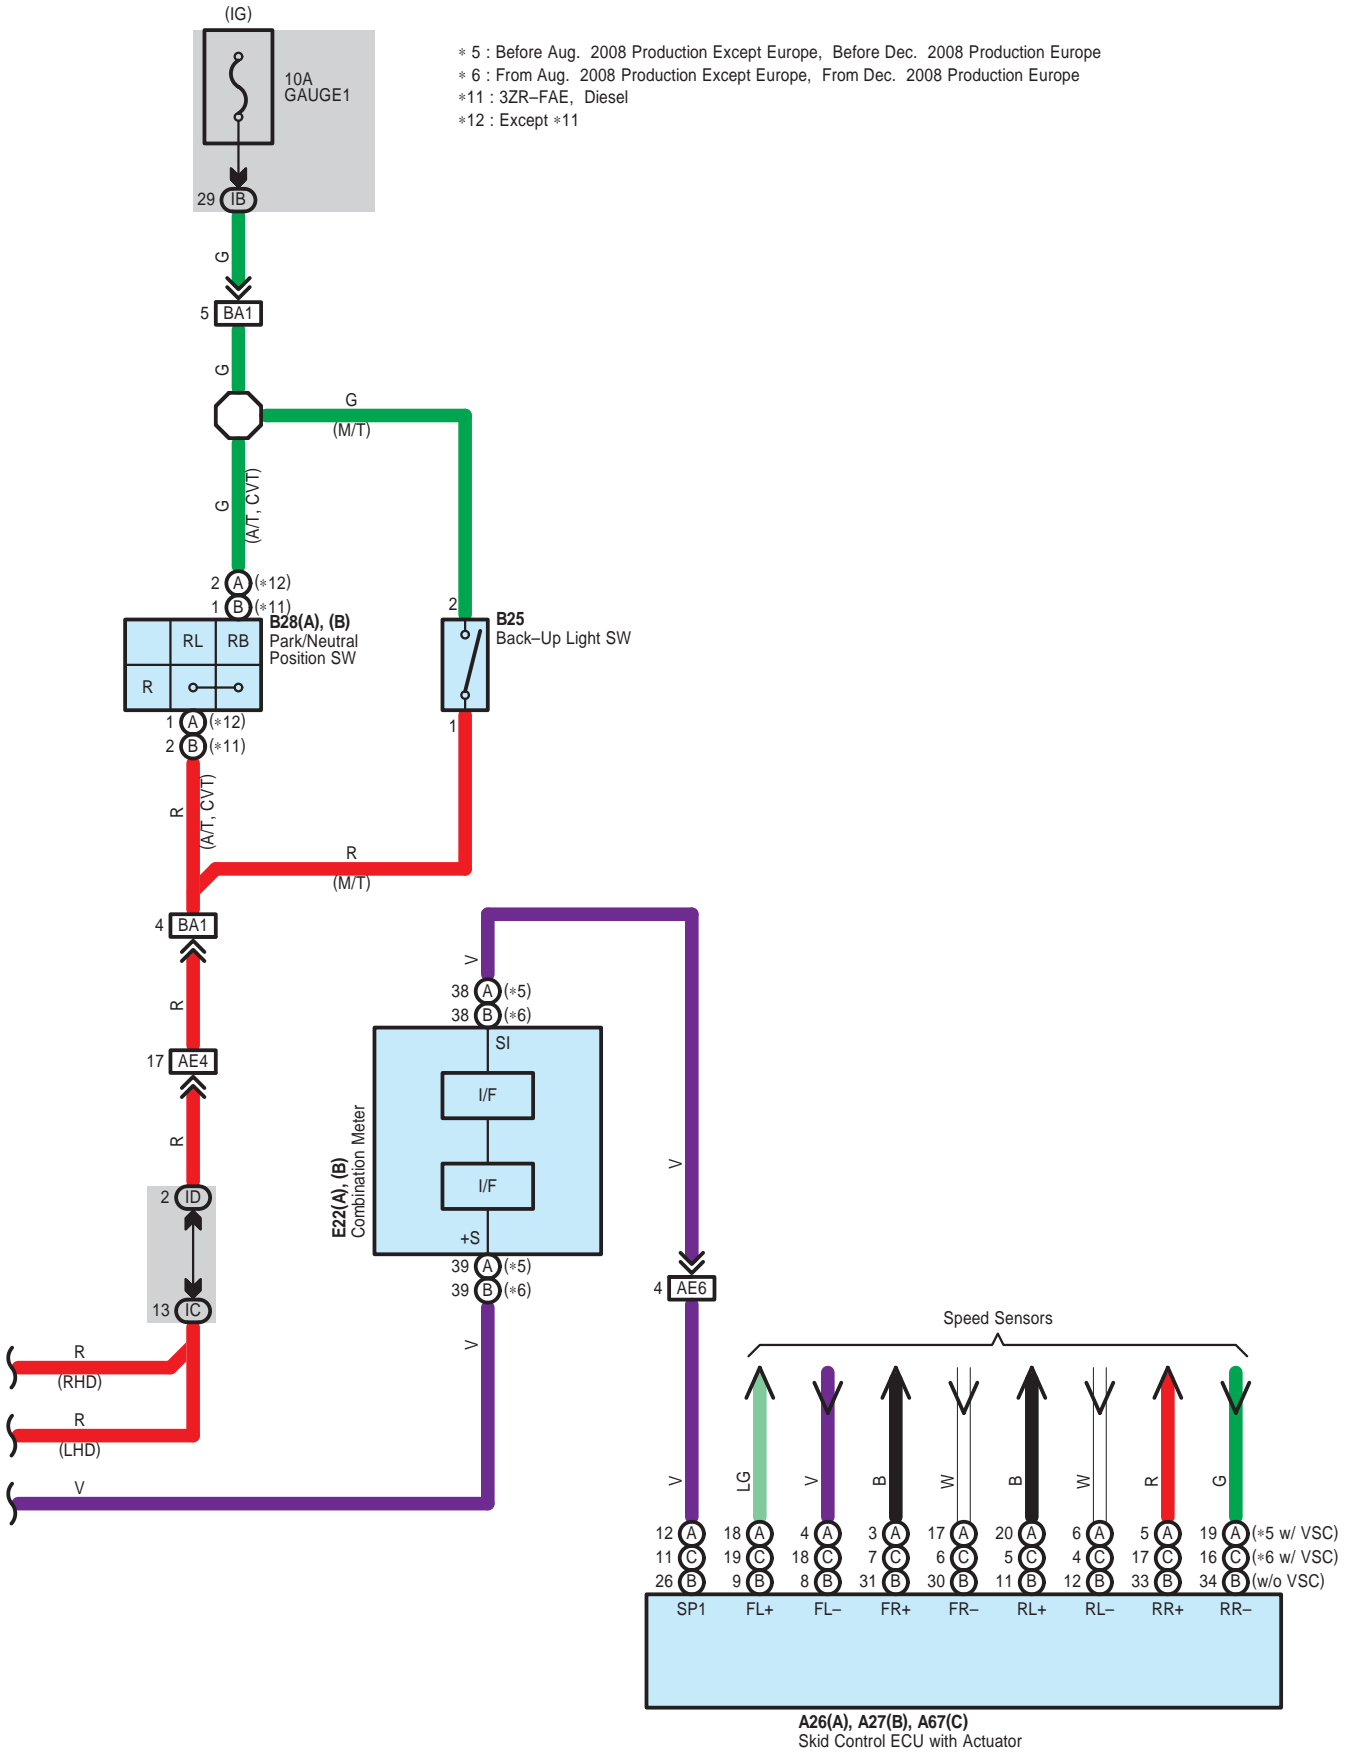 (IG)
∗ 5 : Before Aug. 2008 Production Except Europe, Before Dec. 2008 Production Europe
∗ 6 : From Aug. 2008 Production Except Europe, From Dec. 2008 Production Europe
∗11 : 3ZR–FAE, Diesel
∗12 : Except ∗11
10A
GAUGE1
29 IB
G
5 BA1
G
G
(M/T)
G
(A/T, CVT)
2 A (∗12)
1 B (∗11)
B28(A), (B)
Park/Neutral
Position SW
RL RB
R
2
B25
Back–Up Light SW
1
1 A (∗12)
2 B (∗11)
R
(A/T, CVT)
R
(M/T)
4 BA1
R
17 AE4
R
2 ID
13 IC
R
(RHD)
R
(LHD)
V
V
38 A (∗5)
38 B (∗6)
SI
I/F
I/F
+S
E22(A), (B)
Combination Meter
39 A (∗5)
39 B (∗6)
V
V
4 AE6
Speed Sensors
V LG V B W B W R G
12 A 18 A 4 A 3 A 17 A 20 A 6 A 5 A 19 A (∗5 w/ VSC)
11 C 19 C 18 C 7 C 6 C 5 C 4 C 17 C 16 C (∗6 w/ VSC)
26 B 9 B 8 B 31 B 30 B 11 B 12 B 33 B 34 B (w/o VSC)
SP1 FL+ FL– FR+ FR– RL+ RL– RR+ RR–
A26(A), A27(B), A67(C)
Skid Control ECU with Actuator